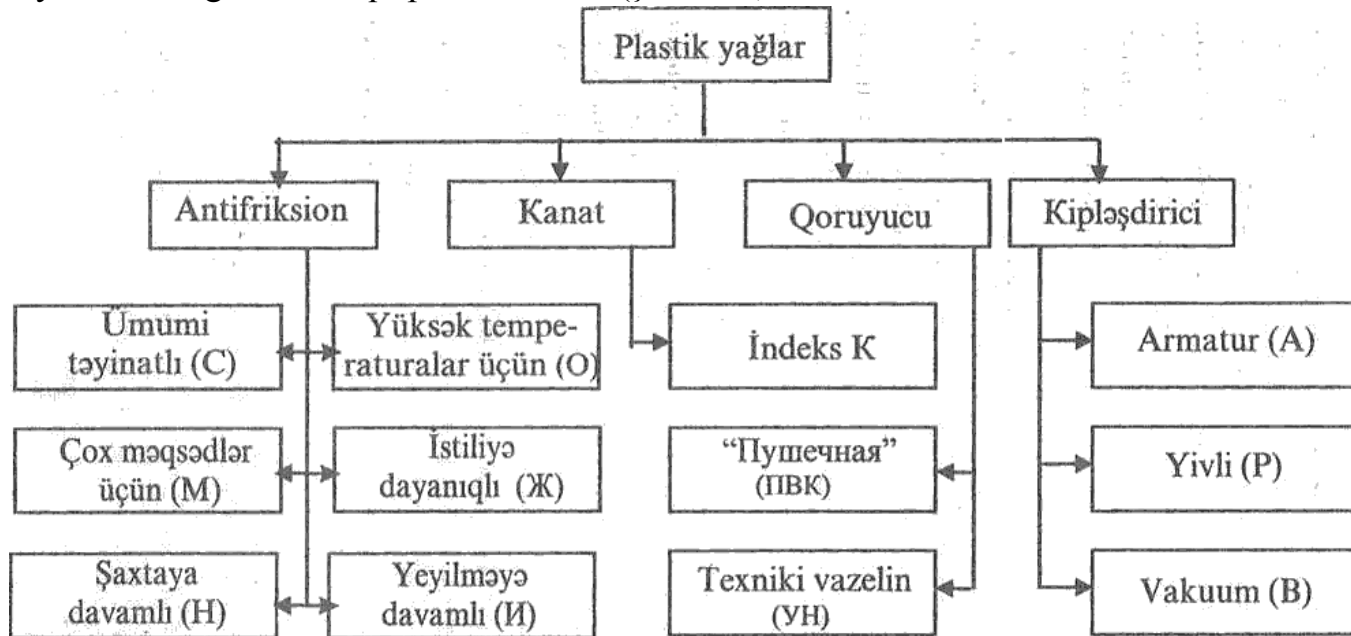 Plastik yağlar
Antifriksion
Kanat
Qoruyucu
Kipləşdirici
Ümumi
təyinatlı (C)
Yüksək tempe-
raturalar üçün (O)
İndeks K
Armatur (A)
Çox məqsədlər
üçün (M)
İstiliyə
dayanıqlı (Ж)
“Пушечная”
(ПВК)
Yivli (P)
Şaxtaya
davamlı (H)
Yeyilməyə
davamlı (И)
Texniki vazelin
(УН)
Vakuum (B)